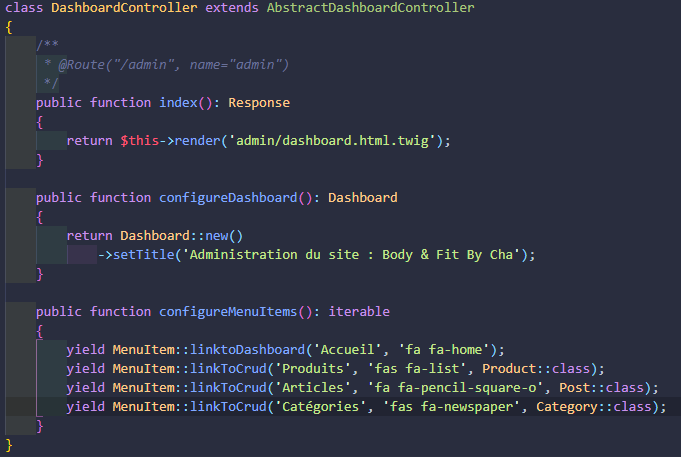 class DashboardController extends AbstractDashboardController
{
    /**
     * @Route("/admin", name="admin")
     */
    public function index(): Response
    {
        return $this->render('admin/dashboard.html.twig');
    }

    public function configureDashboard(): Dashboard
    {
        return Dashboard::new()
            ->setTitle('Administration du site : Body & Fit By Cha');
    }

    public function configureMenuItems(): iterable
    {
        yield MenuItem::linktoDashboard('Accueil', 'fa fa-home');
        yield MenuItem::linkToCrud('Produits', 'fas fa-list', Product::class);
        yield MenuItem::linkToCrud('Articles', 'fa fa-pencil-square-o', Post::class);
        yield MenuItem::linkToCrud('Catégories', 'fas fa-newspaper', Category::class);
    }
}